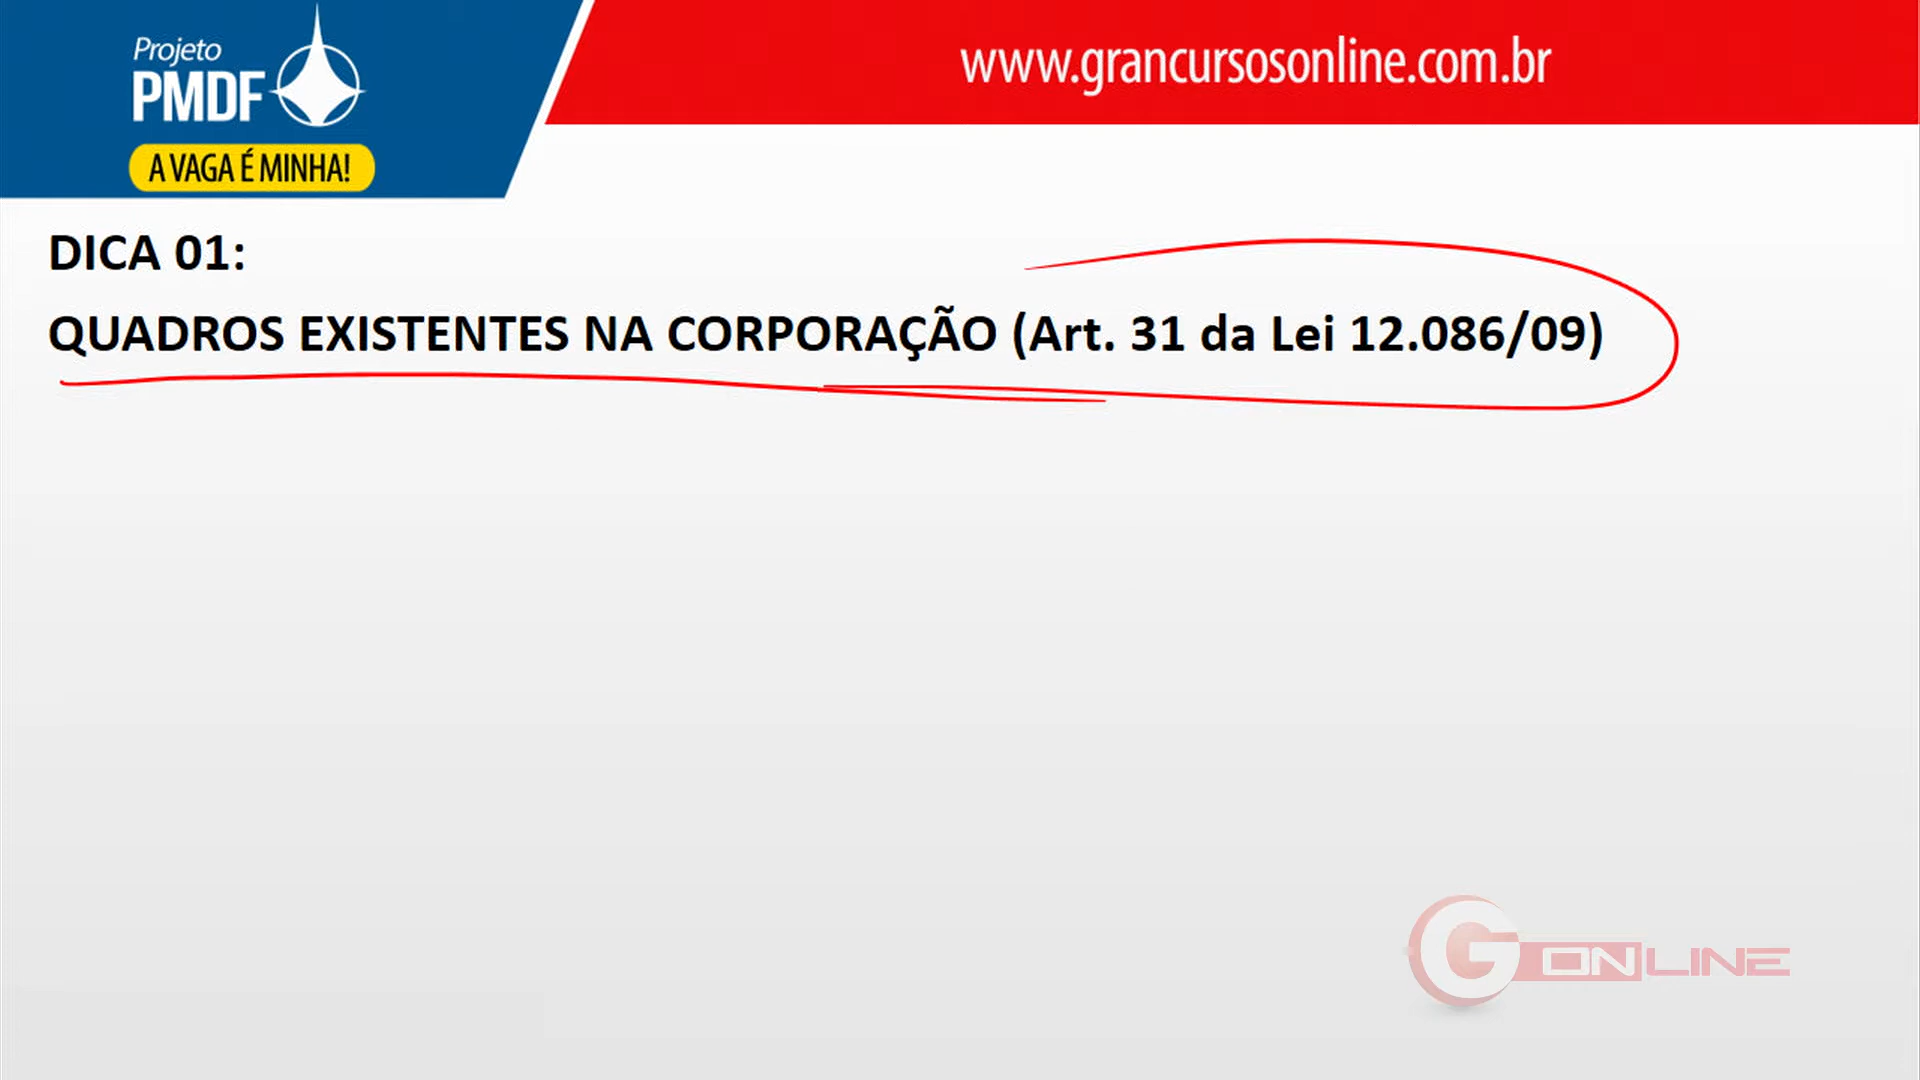 Projeto
PMDF
A VAGA É MINHA!
www.grancursosonline.com.br
DICA 01:
QUADROS EXISTENTES NA CORPORAÇÃO (Art. 31 da Lei 12.086/09)
G ONLINE